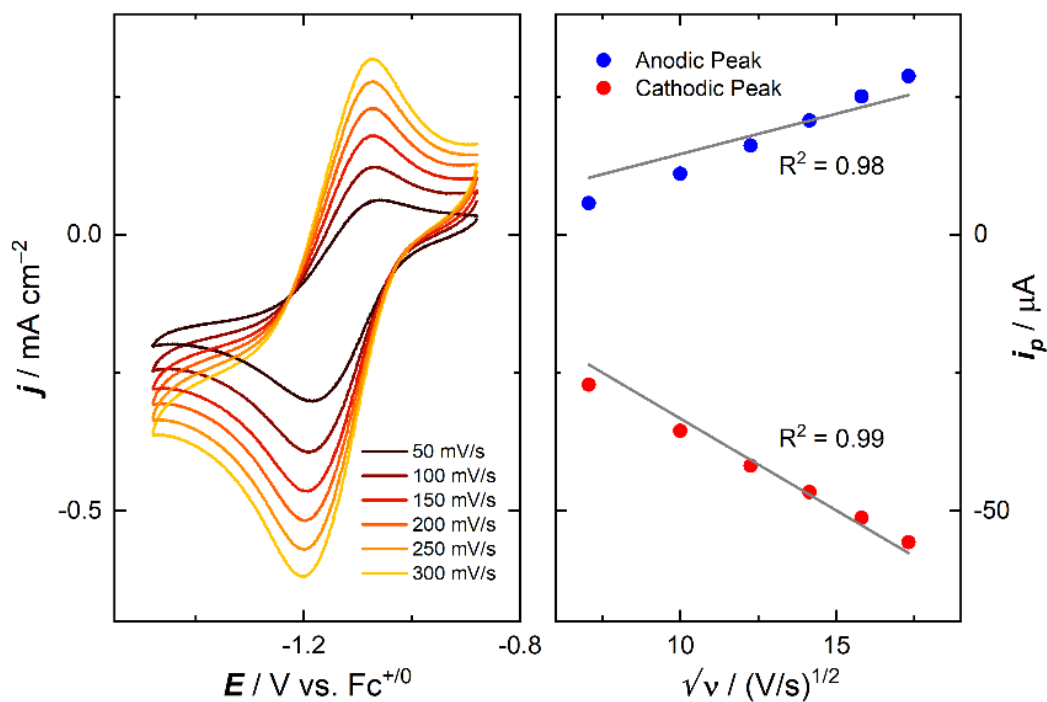 j / mA cm⁻²
0.0
-0.5
50 mV/s
100 mV/s
150 mV/s
200 mV/s
250 mV/s
300 mV/s
-1.2
-0.8
E / V vs. Fc⁺/⁰
Anodic Peak
Cathodic Peak
R² = 0.98
R² = 0.99
0
-50
iₚ / μA
10
15
√ν / (V/s)¹/²